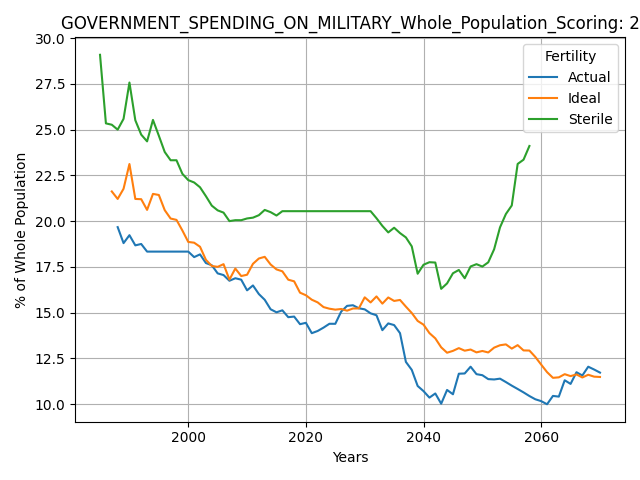 GOVERNMENT_SPENDING_ON_MILITARY_Whole_Population_Scoring: 2
30.0
27.5
25.0
22.5
20.0
17.5
15.0
12.5
10.0
% of Whole Population
Fertility
Actual
Ideal
Sterile
2000
2020
2040
2060
Years